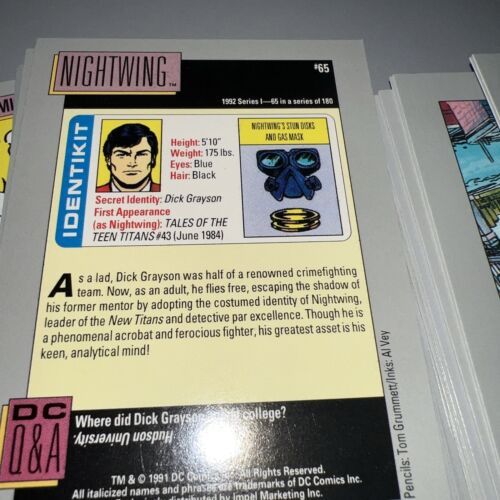 NIGHTWING™
#65
1992 Series I—65 in a series of 180
IDENTIKIT
Height: 5'10"
Weight: 175 lbs.
Eyes: Blue
Hair: Black
Secret Identity: Dick Grayson
First Appearance
(as Nightwing): TALES OF THE
TEEN TITANS #43 (June 1984)
NIGHTWING'S STUN DISKS
AND GAS MASK
As a lad, Dick Grayson was half of a renowned crimefighting
team. Now, as an adult, he flies free, escaping the shadow of
his former mentor by adopting the costumed identity of Nightwing,
leader of the New Titans and detective par excellence. Though he is
a phenomenal acrobat and ferocious fighter, his greatest asset is his
keen, analytical mind!
DC
Q&A
Where did Dick Grayson college?
Hudson University
TM & © 1991 DC Comics All Rights Reserved.
All italicized names and phrases are trademarks of DC Comics Inc.
distributed by Impel Marketing Inc.
Pencils: Tom Grummett/Inks: Al Vey